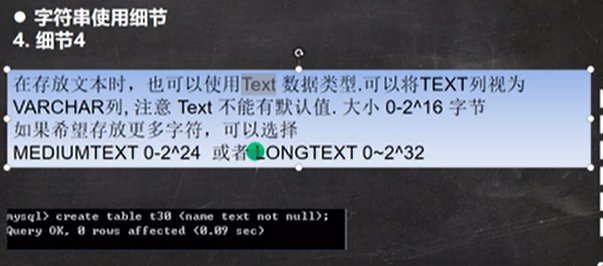 ● 字符串使用细节
4. 细节4
在存放文本时，也可以使用Text 数据类型.可以将TEXT列视为
VARCHAR列, 注意 Text 不能有默认值. 大小 0-2^16 字节
如果希望存放更多字符，可以选择
MEDIUMTEXT 0-2^24 或者 LONGTEXT 0~2^32
mysql> create table t30 (name text not null);
Query OK, 0 rows affected (0.09 sec)